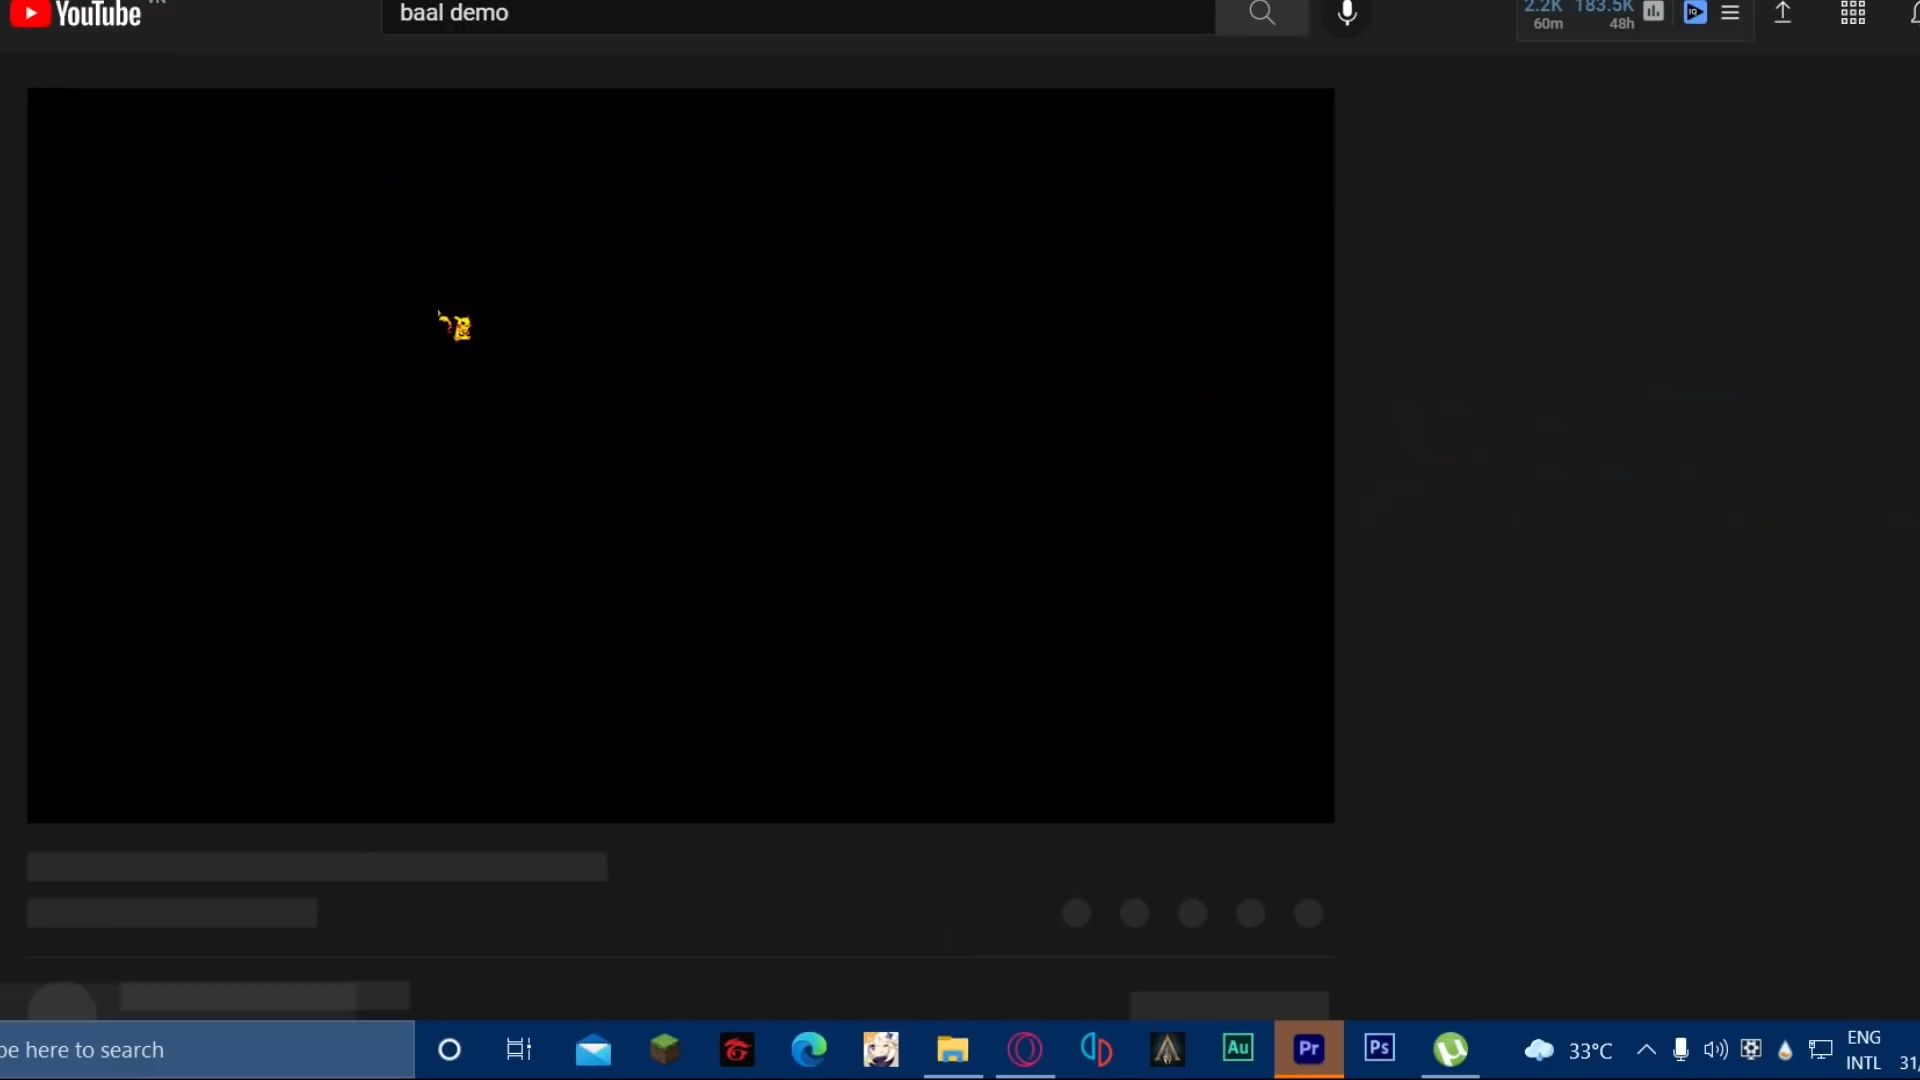 YouTube
baal demo
2.2K 183.5K
60m 48h
pe here to search
Au
Pr
Ps
33°C
ENG
INTL
31/